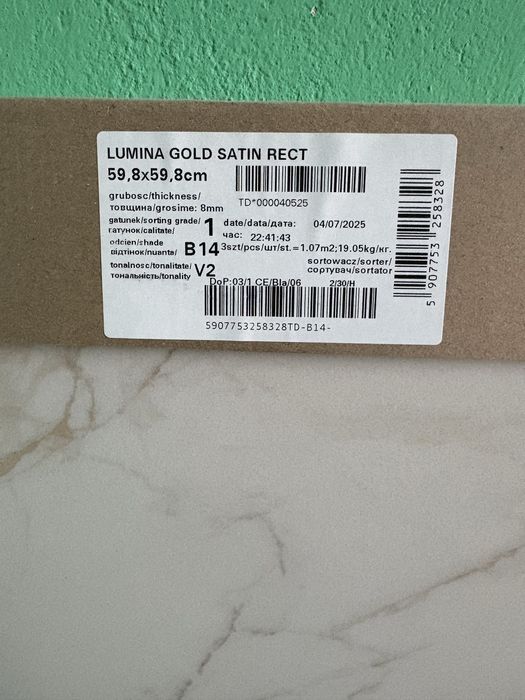 LUMINA GOLD SATIN RECT
59,8x59,8cm
grubosc/thickness/
товщина/grosime: 8mm
TD*000040525
gatunek/sorting grade/
гатунок/calitate/ 1
date/data/дата: 04/07/2025
час: 22:41:43
odcien/shade
відтінок/nuanta/ B14
3szt/pcs/шт/st.=1.07m2;19.05kg/кг.
tonalnosc/tonalitate/
тональність/tonality V2
sortowacz/sorter/
сортувач/sortator
DoP:03/1 CE/BIa/06 2/30/H
5907753258328TD-B14-
5 907753 258328